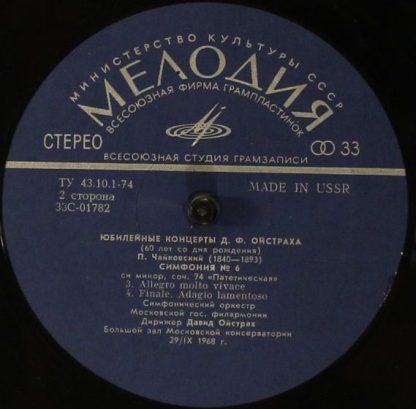 МИНИСТЕРСТВО КУЛЬТУРЫ СССР
МЕЛОДИЯ
ВСЕСОЮЗНАЯ ФИРМА ГРАМПЛАСТИНОК
СТЕРЕО
33
ВСЕСОЮЗНАЯ СТУДИЯ ГРАМЗАПИСИ
ТУ 43.10.1-74
MADE IN USSR
2 сторона
33С-01782
ЮБИЛЕЙНЫЕ КОНЦЕРТЫ Д. Ф. ОЙСТРАХА
(60 лет со дня рождения)
П. Чайковский (1840—1893)
СИМФОНИЯ № 6
си минор, соч. 74 «Патетическая»
3. Allegro molto vivace
4. Finale. Adagio lamentoso
Симфонический оркестр
Московской гос. филармонии
Дирижер Давид Ойстрах
Большой зал Московской консерватории
29/IX 1968 г.